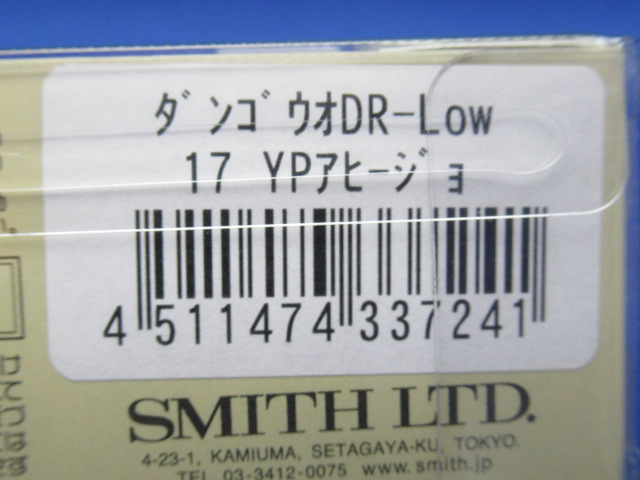 ﾀﾞﾝｺﾞｳｵDR-Low
17 YPｱﾋｰｼﾞｮ
4 511474 337241
SMITH LTD.
4-23-1, KAMIUMA, SETAGAYA-KU, TOKYO.
TEL 03-3412-0075 www.smith.jp